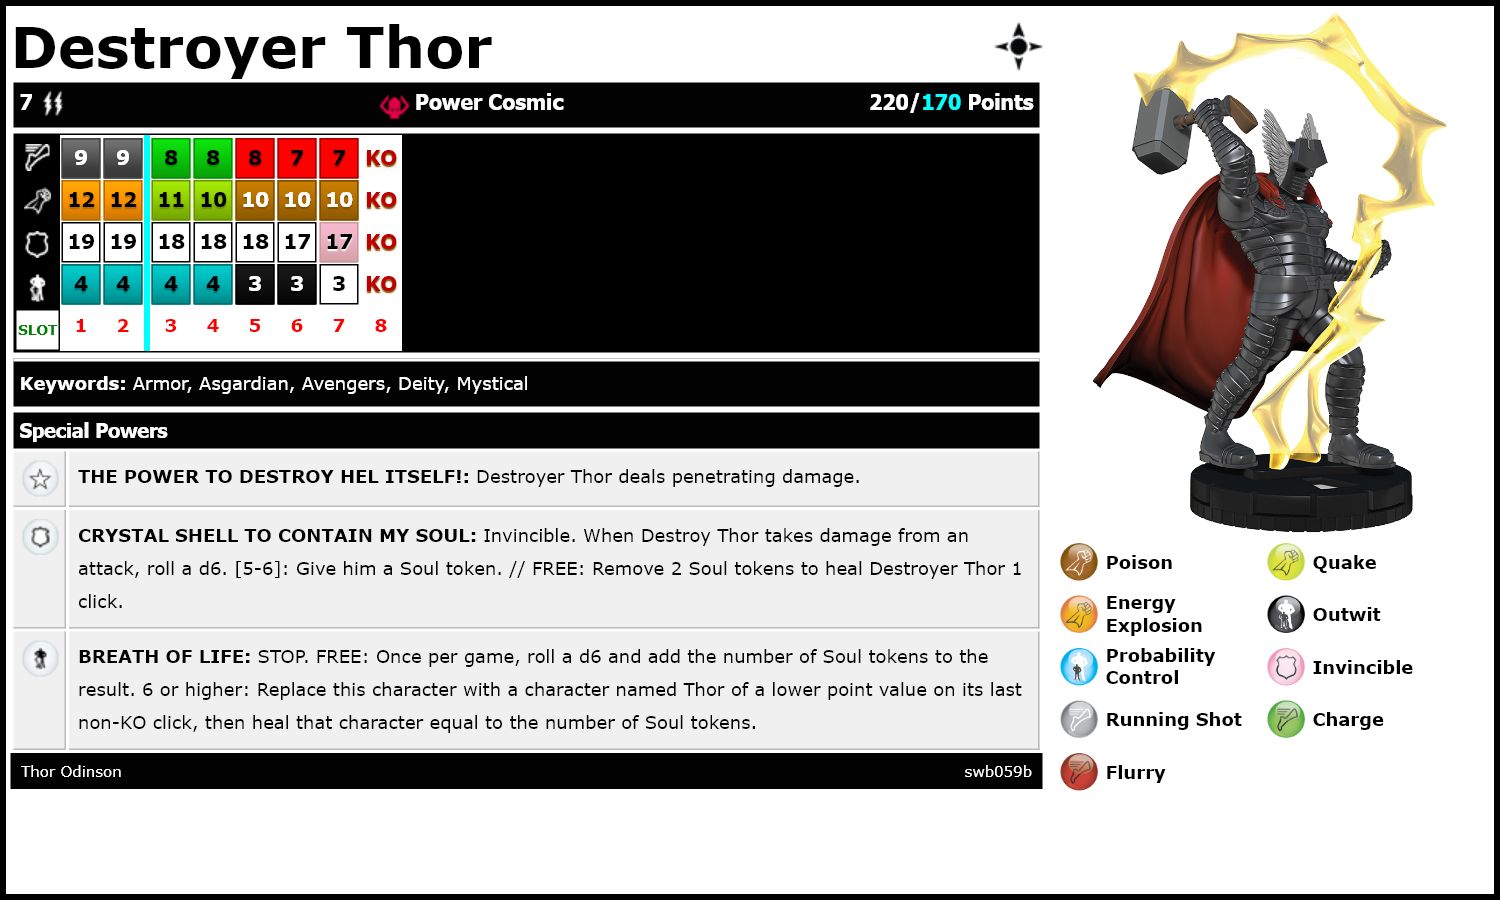 Destroyer Thor
7
Power Cosmic
220/170 Points
9 9 8 8 8 7 7 KO
12 12 11 10 10 10 10 KO
19 19 18 18 18 17 17 KO
4 4 4 4 3 3 3 KO
SLOT 1 2 3 4 5 6 7 8
Keywords: Armor, Asgardian, Avengers, Deity, Mystical
Special Powers
THE POWER TO DESTROY HEL ITSELF!: Destroyer Thor deals penetrating damage.
CRYSTAL SHELL TO CONTAIN MY SOUL: Invincible. When Destroy Thor takes damage from an
attack, roll a d6. [5-6]: Give him a Soul token. // FREE: Remove 2 Soul tokens to heal Destroyer Thor 1
click.
BREATH OF LIFE: STOP. FREE: Once per game, roll a d6 and add the number of Soul tokens to the
result. 6 or higher: Replace this character with a character named Thor of a lower point value on its last
non-KO click, then heal that character equal to the number of Soul tokens.
Thor Odinson
swb059b
Poison
Quake
Energy
Explosion
Outwit
Probability
Control
Invincible
Running Shot
Charge
Flurry